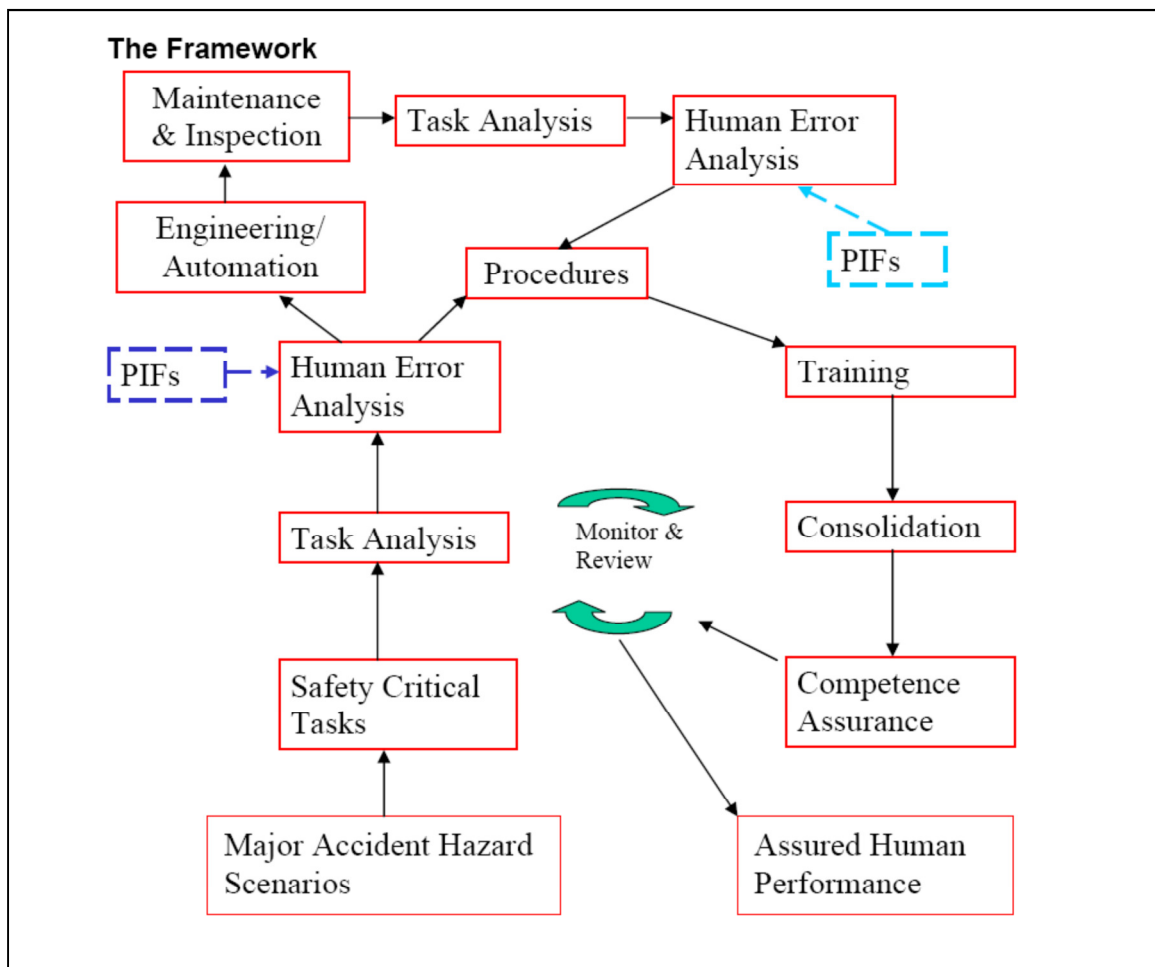 The Framework
Maintenance
& Inspection
Task Analysis
Human Error
Analysis
Engineering/
Automation
PIFs
Procedures
PIFs
Human Error
Analysis
Training
Task Analysis
Monitor &
Review
Consolidation
Safety Critical
Tasks
Competence
Assurance
Major Accident Hazard
Scenarios
Assured Human
Performance